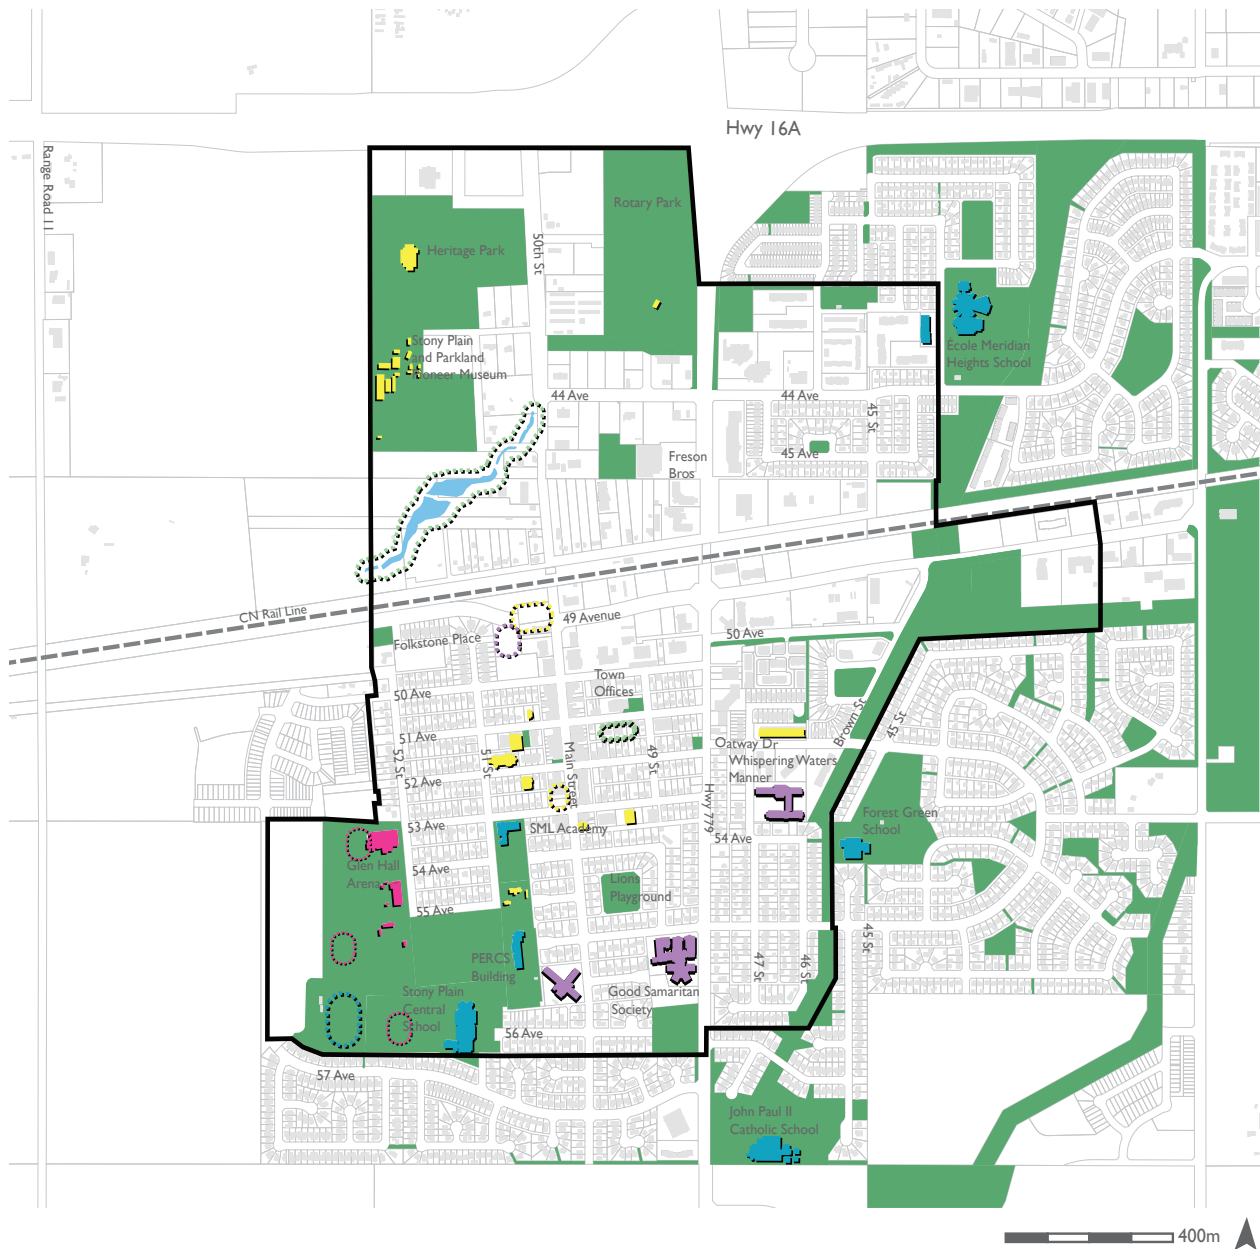 Hwy 16A
Range Road 11
Rotary Park
50th St
Heritage Park
Stony Plain
and Parkland
Pioneer Museum
École Meridian
Heights School
44 Ave
44 Ave
45 St
45 Ave
Freson
Bros
CN Rail Line
49 Avenue
50 Ave
Folkstone Place
Town
Offices
50 Ave
Brown St
45 St
51 Ave
52 St
51 St
Main Street
49 St
Oatway Dr
Whispering Waters
Manner
52 Ave
Hwy 779
Forest Green
School
53 Ave
SML Academy
54 Ave
Glen Hall
Arena
54 Ave
Lions
Playground
55 Ave
45 St
PERCS
Building
47 St
46 St
Stony Plain
Central
School
Good Samaritan
Society
56 Ave
57 Ave
John Paul II
Catholic School
400m